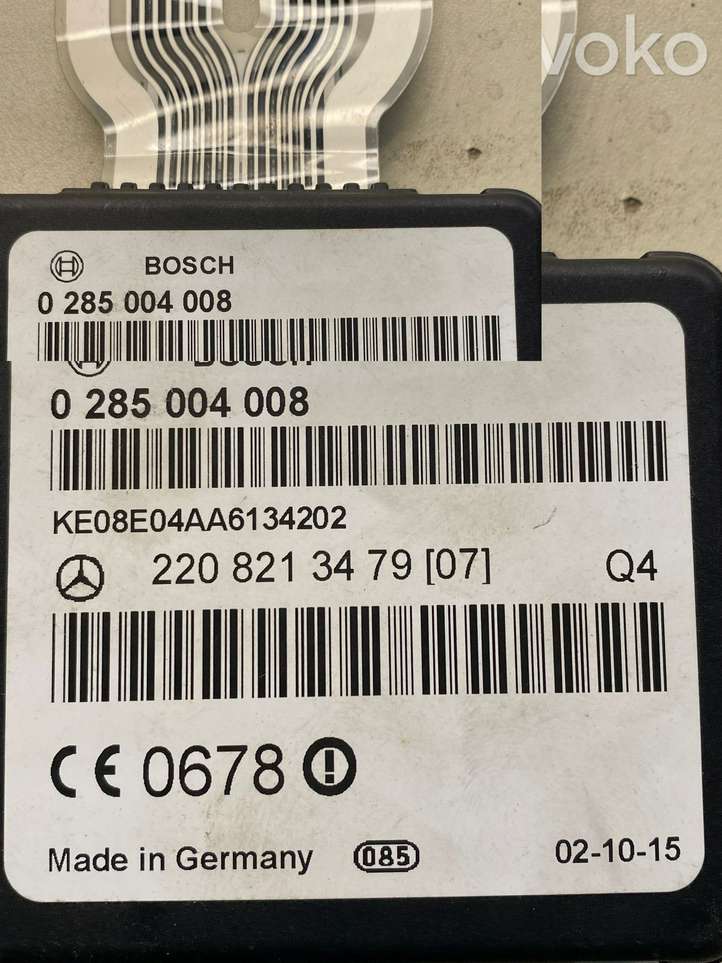 voko
BOSCH
0 285 004 008
0 285 004 008
KE08E04AA6134202
220 821 34 79 [07] Q4
CE 0678
Made in Germany 085 02-10-15